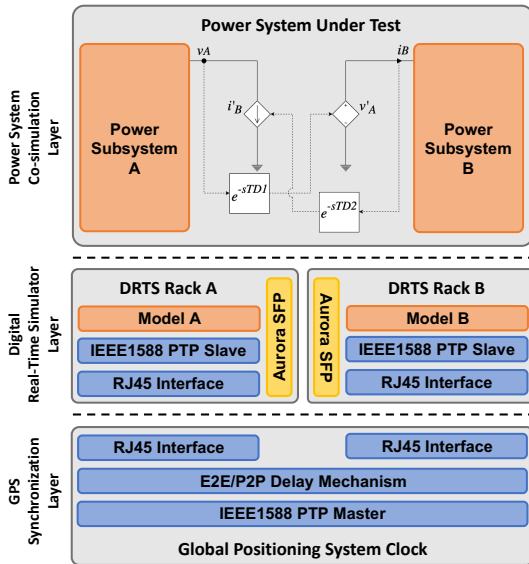 Power System Under Test
Power System
Co-simulation
Layer
Power
Subsystem
A
vA
i'B
v'A
iB
e-sTD1
e-sTD2
Power
Subsystem
B
Digital
Real-Time Simulator
Layer
DRTS Rack A
Model A
IEEE1588 PTP Slave
RJ45 Interface
Aurora SFP
Aurora SFP
DRTS Rack B
Model B
IEEE1588 PTP Slave
RJ45 Interface
GPS
Synchronization
Layer
RJ45 Interface
RJ45 Interface
E2E/P2P Delay Mechanism
IEEE1588 PTP Master
Global Positioning System Clock